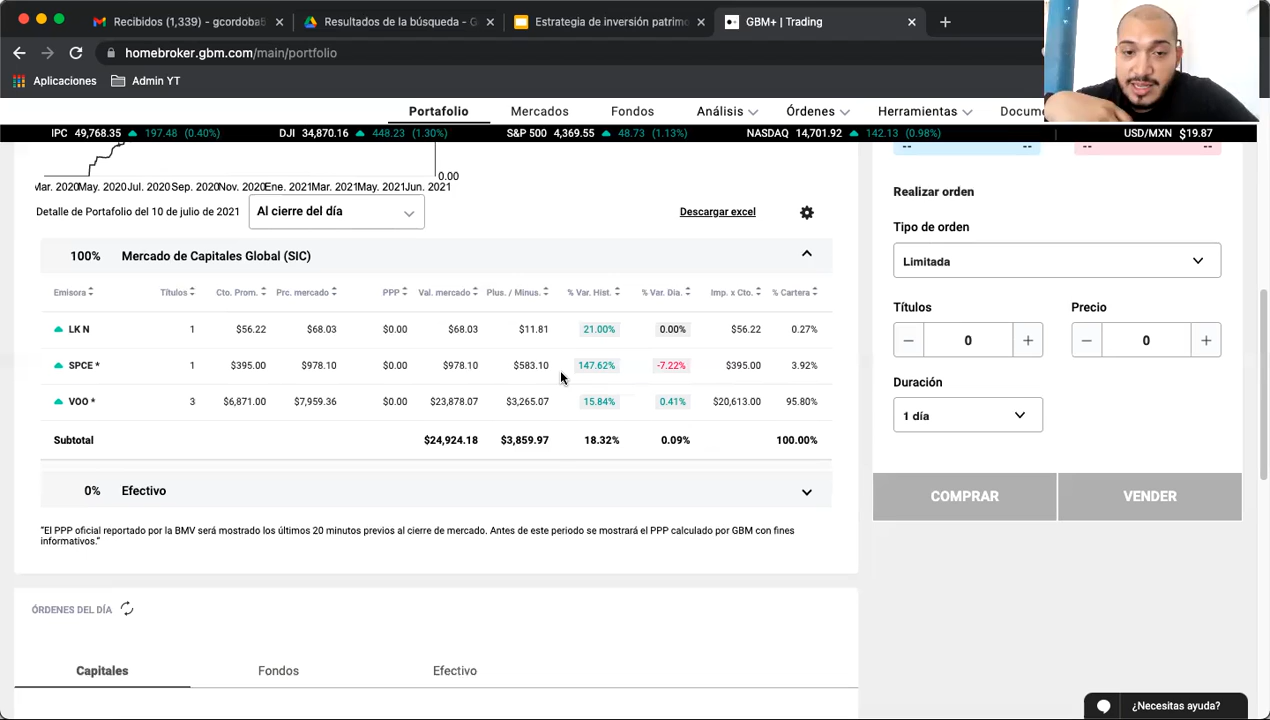 Recibidos (1,339) - gcordoba5
Resultados de la búsqueda - G
Estrategia de inversión patrimo
GBM+ | Trading
homebroker.gbm.com/main/portfolio
Aplicaciones
Admin YT
Portafolio Mercados Fondos Análisis Órdenes Herramientas Docume
IPC 49,768.35 197.48 (0.40%) DJI 34,870.16 448.23 (1.30%) S&P 500 4,369.55 48.73 (1.13%) NASDAQ 14,701.92 142.13 (0.98%) USD/MXN $19.87
0.00
Mar. 2020May. 2020Jul. 2020Sep. 2020Nov. 2020Ene. 2021Mar. 2021May. 2021Jun. 2021
Detalle de Portafolio del 10 de julio de 2021 Al cierre del día Descargar excel
100% Mercado de Capitales Global (SIC)
Emisora Títulos Cto. Prom. Prc. mercado PPP Val. mercado Plus. / Minus. % Var. Hist. % Var. Dia. Imp. x Cto. % Cartera
LK N 1 $56.22 $68.03 $0.00 $68.03 $11.81 21.00% 0.00% $56.22 0.27%
SPCE * 1 $395.00 $978.10 $0.00 $978.10 $583.10 147.62% -7.22% $395.00 3.92%
VOO * 3 $6,871.00 $7,959.36 $0.00 $23,878.07 $3,265.07 15.84% 0.41% $20,613.00 95.80%
Subtotal $24,924.18 $3,859.97 18.32% 0.09% 100.00%
0% Efectivo
"El PPP oficial reportado por la BMV será mostrado los últimos 20 minutos previos al cierre de mercado. Antes de este periodo se mostrará el PPP calculado por GBM con fines
informativos."
ÓRDENES DEL DÍA
Capitales Fondos Efectivo
-- -- -- --
Realizar orden
Tipo de orden
Limitada
Títulos Precio
0 0
Duración
1 día
COMPRAR VENDER
¿Necesitas ayuda?